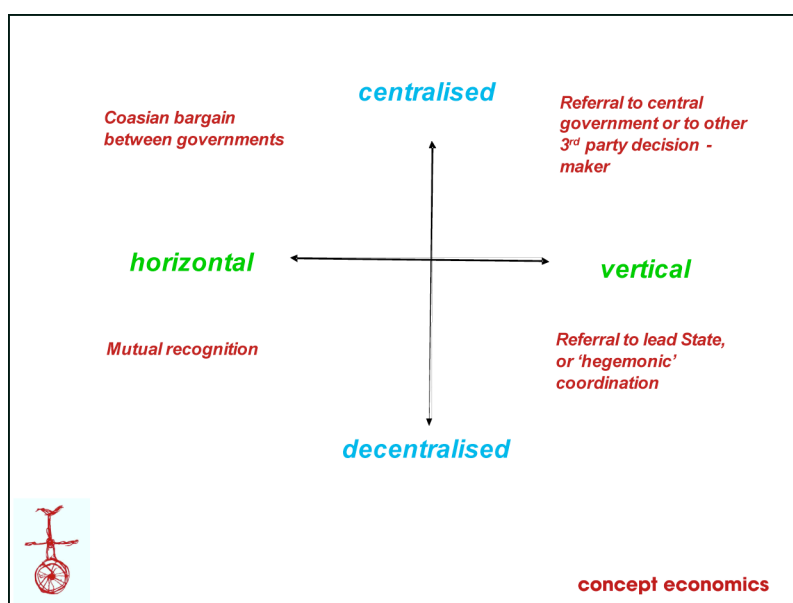 centralised
Coasian bargain
between governments
Referral to central
government or to other
3rd party decision -
maker
horizontal
vertical
Mutual recognition
Referral to lead State,
or ‘hegemonic’
coordination
decentralised
concept economics